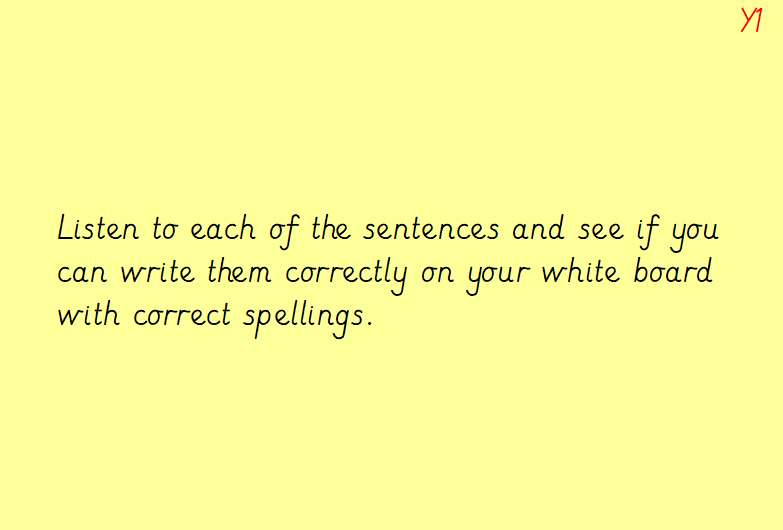 Y1
Listen to each of the sentences and see if you
can write them correctly on your white board
with correct spellings.